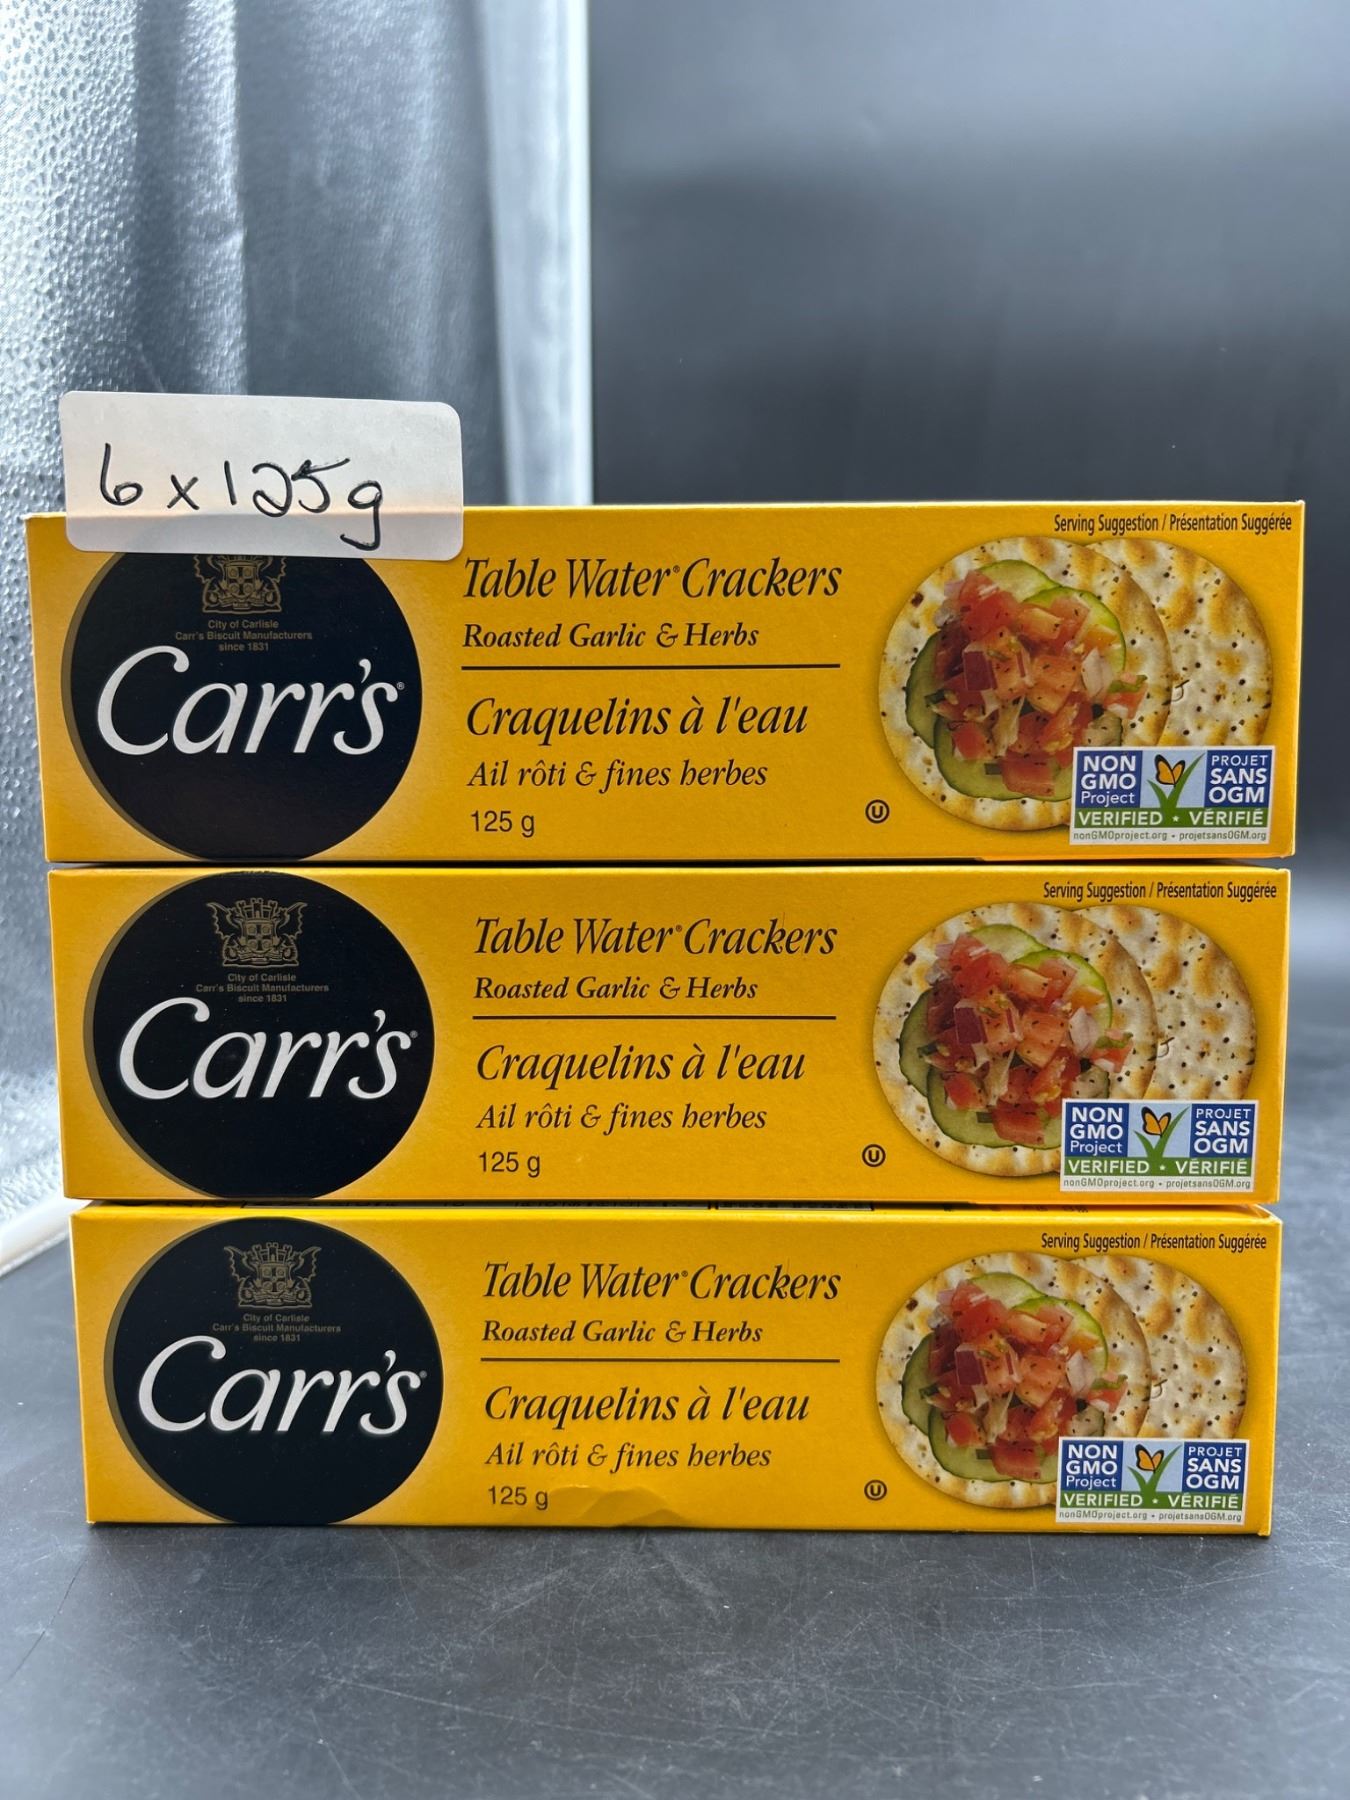 6 x 125g
Serving Suggestion / Présentation Suggérée
City of Carlisle
Carr's Biscuit Manufacturers
since 1831
Carr's®
Table Water® Crackers
Roasted Garlic & Herbs
Craquelins à l'eau
Ail rôti & fines herbes
125 g
U
NON GMO Project
PROJET SANS OGM
VERIFIED • VÉRIFIÉ
nonGMOproject.org • projetsansOGM.org
Serving Suggestion / Présentation Suggérée
City of Carlisle
Carr's Biscuit Manufacturers
since 1831
Carr's®
Table Water® Crackers
Roasted Garlic & Herbs
Craquelins à l'eau
Ail rôti & fines herbes
125 g
U
NON GMO Project
PROJET SANS OGM
VERIFIED • VÉRIFIÉ
nonGMOproject.org • projetsansOGM.org
Serving Suggestion / Présentation Suggérée
City of Carlisle
Carr's Biscuit Manufacturers
since 1831
Carr's®
Table Water® Crackers
Roasted Garlic & Herbs
Craquelins à l'eau
Ail rôti & fines herbes
125 g
U
NON GMO Project
PROJET SANS OGM
VERIFIED • VÉRIFIÉ
nonGMOproject.org • projetsansOGM.org